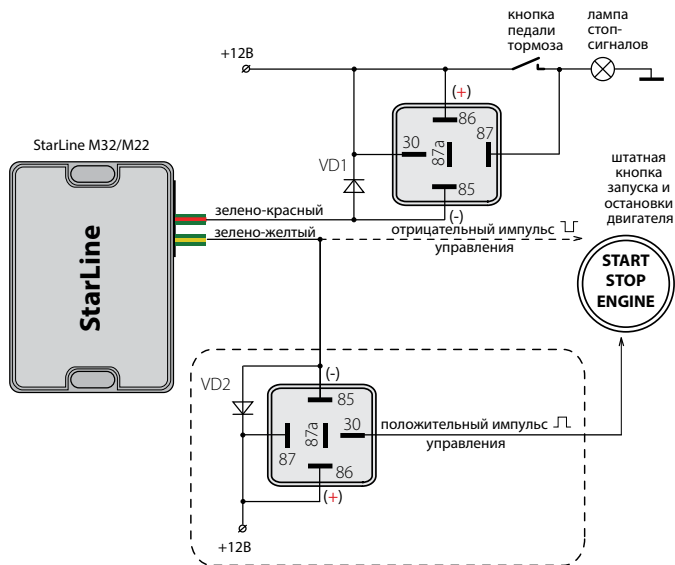 кнопка
педали
тормоза
лампа
стоп-
сигналов
+12В
(+)
86
30
87a
87
85
(-)
VD1
StarLine M32/M22
StarLine
зелено-красный
зелено-желтый
отрицательный импульс
управления
штатная
кнопка
запуска и
остановки
двигателя
START
STOP
ENGINE
VD2
(-)
85
87a
30
87
86
(+)
положительный импульс
управления
+12В